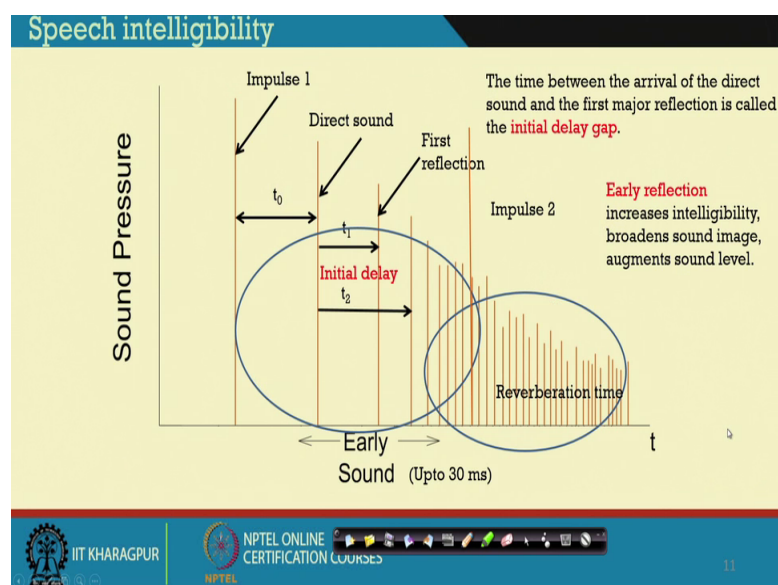 Speech intelligibility
Impulse 1
Direct sound
First
reflection
The time between the arrival of the direct
sound and the first major reflection is called
the initial delay gap.
Early reflection
increases intelligibility,
broadens sound image,
augments sound level.
Impulse 2
Sound Pressure
t0
t1
Initial delay
t2
Reverberation time
Early
Sound (Upto 30 ms)
t
IIT KHARAGPUR
NPTEL
NPTEL ONLINE
CERTIFICATION COURSES
11